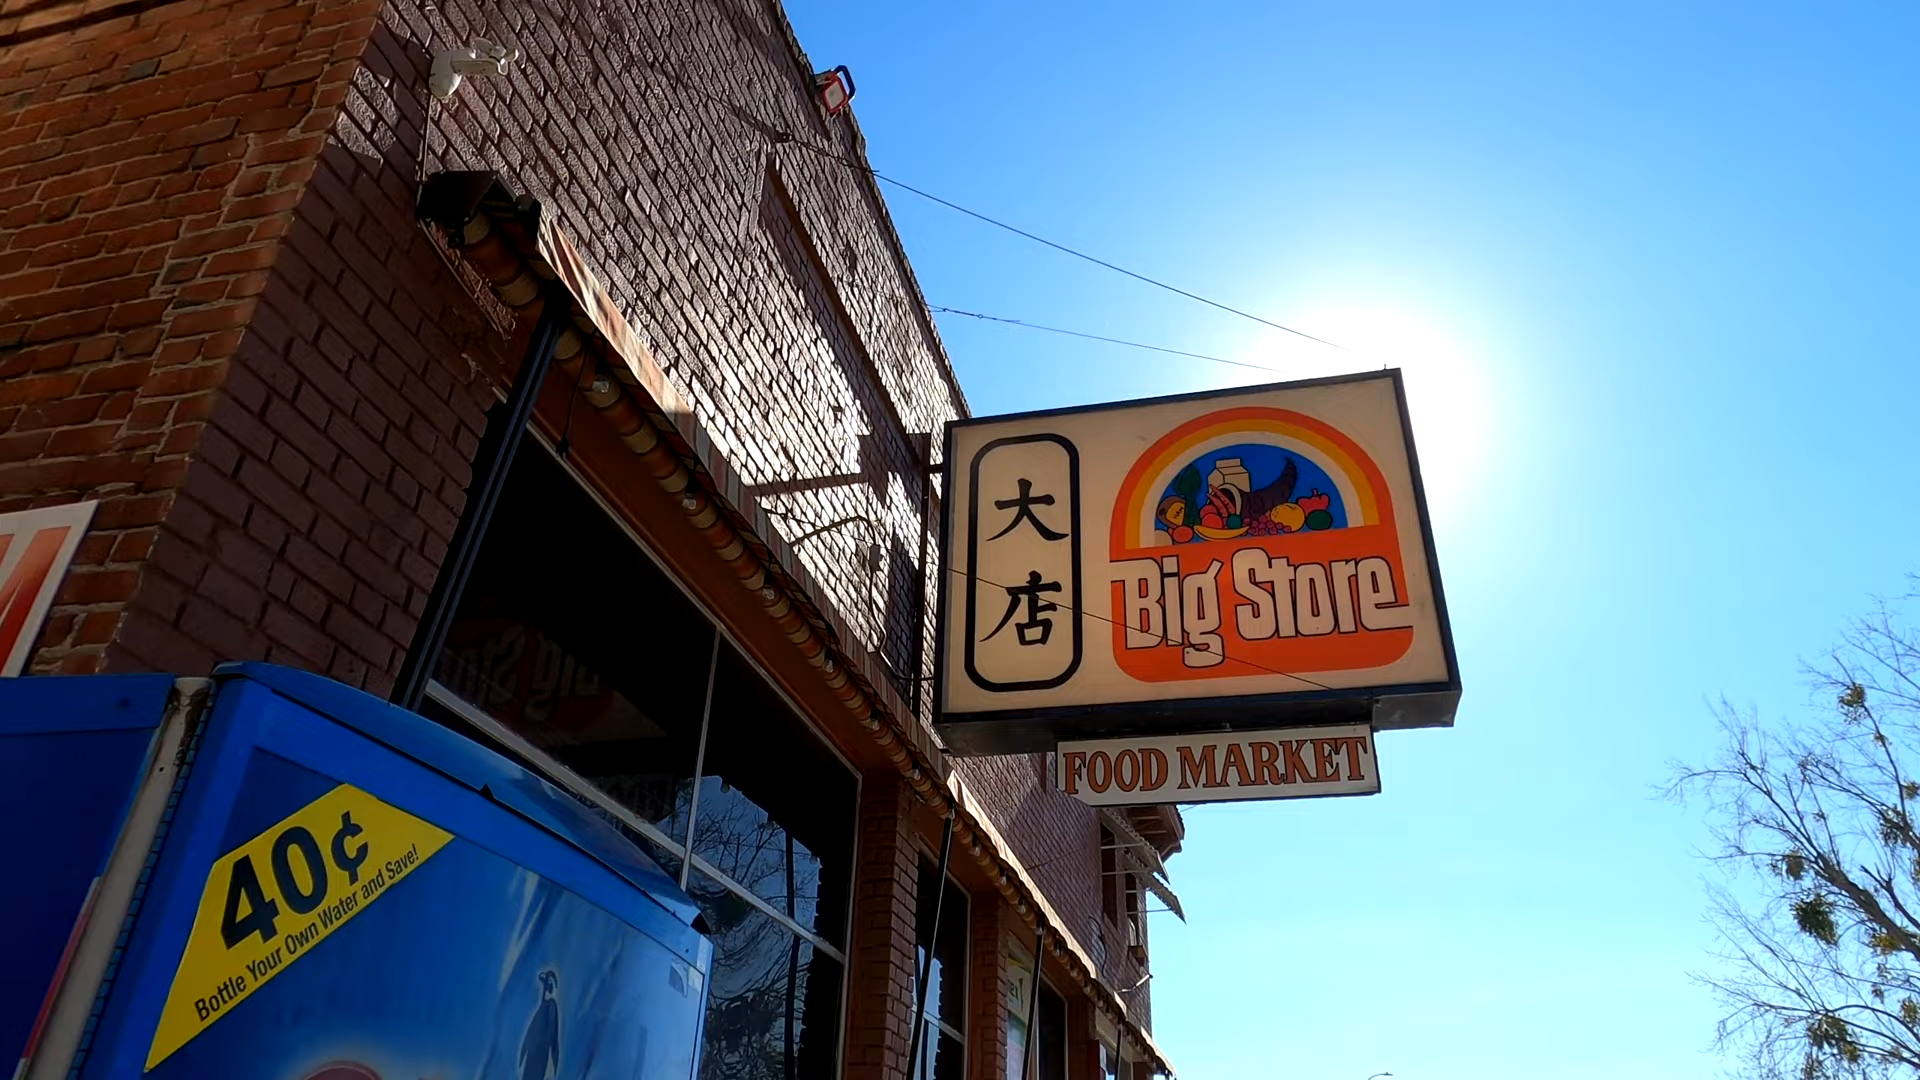 大
店
Big Store
FOOD MARKET
40¢
Bottle Your Own Water and Save!